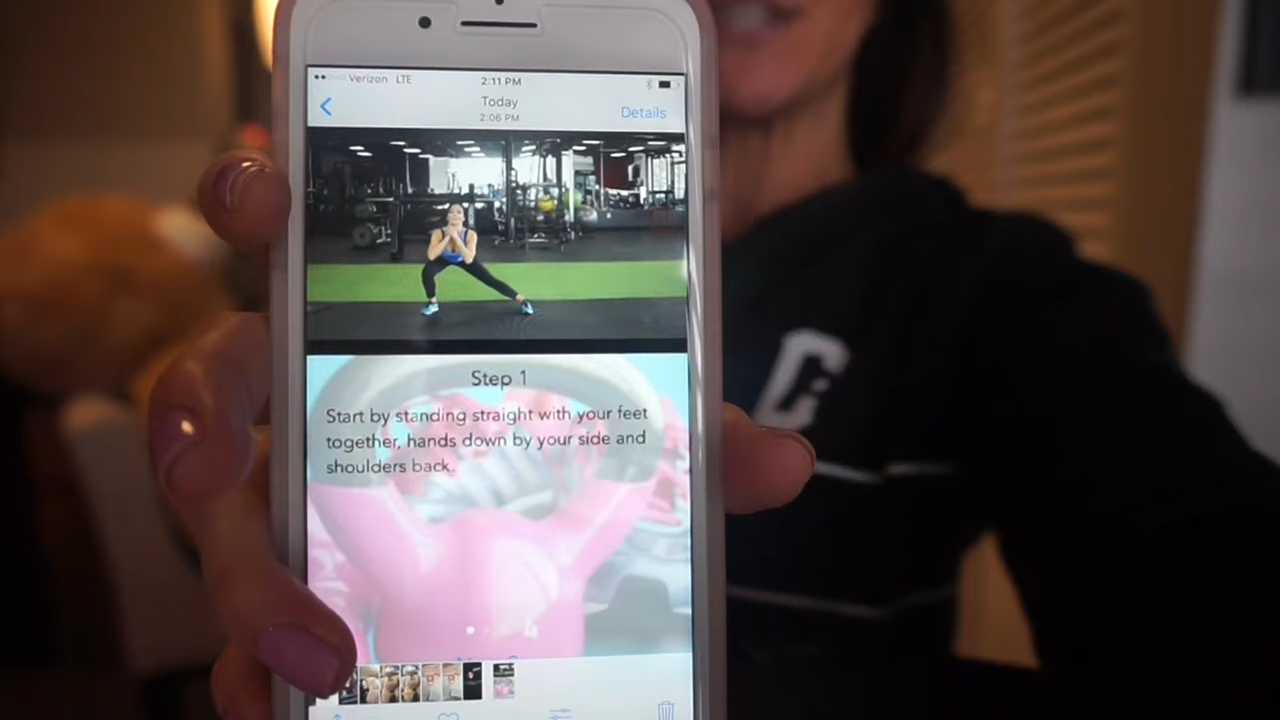 Verizon LTE 2:11 PM
Today
2:06 PM
Details
Step 1
Start by standing straight with your feet
together, hands down by your side and
shoulders back.